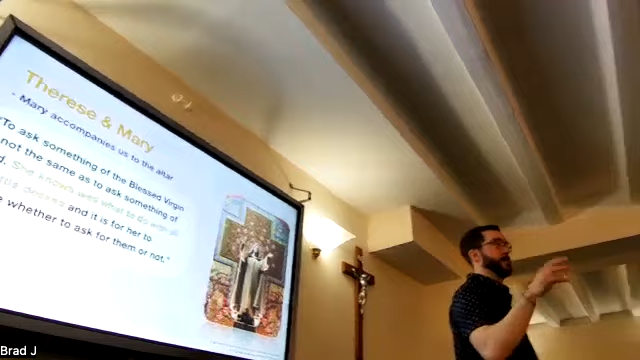 Therese & Mary
- Mary accompanies us to the altar
"To ask something of the Blessed Virgin
not the same as to ask something of
She knows well what to do with all
desires and it is for her to
whether to ask for them or not."
Brad J